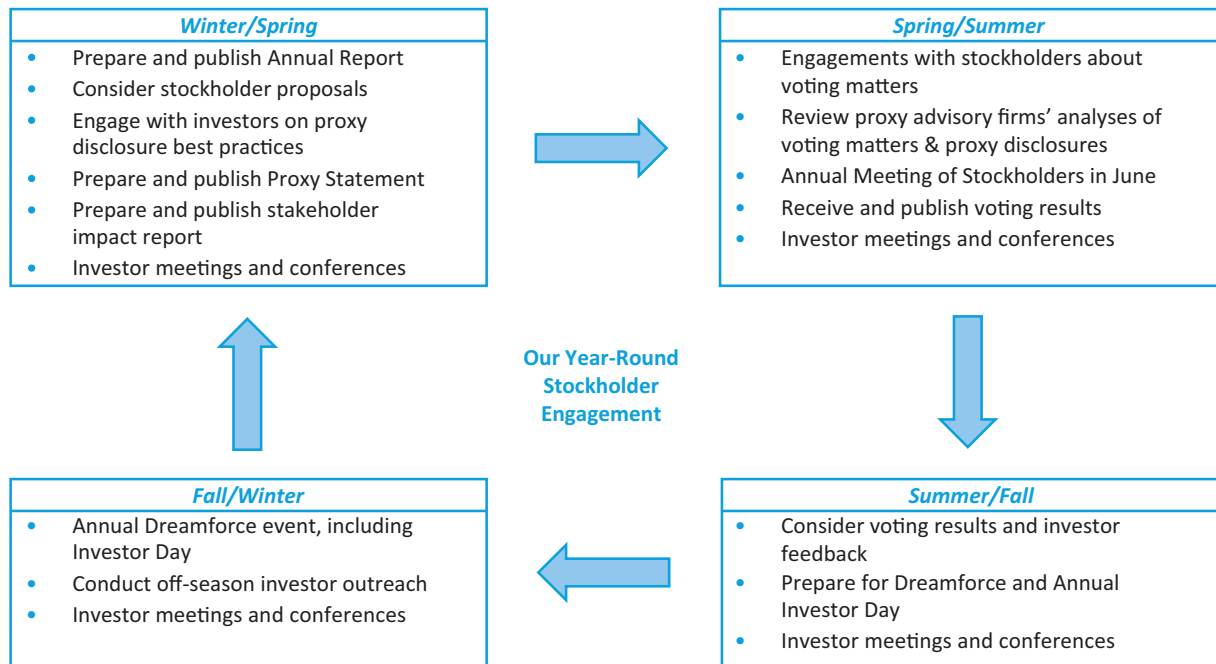 Winter/Spring
• Prepare and publish Annual Report
• Consider stockholder proposals
• Engage with investors on proxy
disclosure best practices
• Prepare and publish Proxy Statement
• Prepare and publish stakeholder
impact report
• Investor meetings and conferences
Spring/Summer
• Engagements with stockholders about
voting matters
• Review proxy advisory firms’ analyses of
voting matters & proxy disclosures
• Annual Meeting of Stockholders in June
• Receive and publish voting results
• Investor meetings and conferences
Our Year-Round
Stockholder
Engagement
Fall/Winter
• Annual Dreamforce event, including
Investor Day
• Conduct off-season investor outreach
• Investor meetings and conferences
Summer/Fall
• Consider voting results and investor
feedback
• Prepare for Dreamforce and Annual
Investor Day
• Investor meetings and conferences